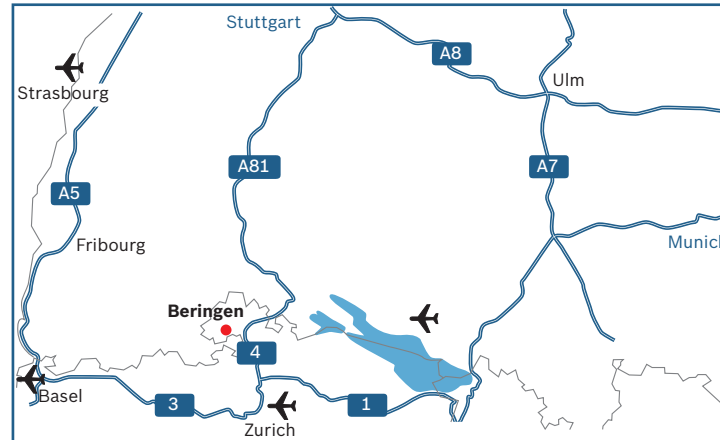 Stuttgart
A8
Strasbourg
Ulm
A81
A7
A5
Fribourg
Munich
Beringen
4
Basel
3
1
Zurich